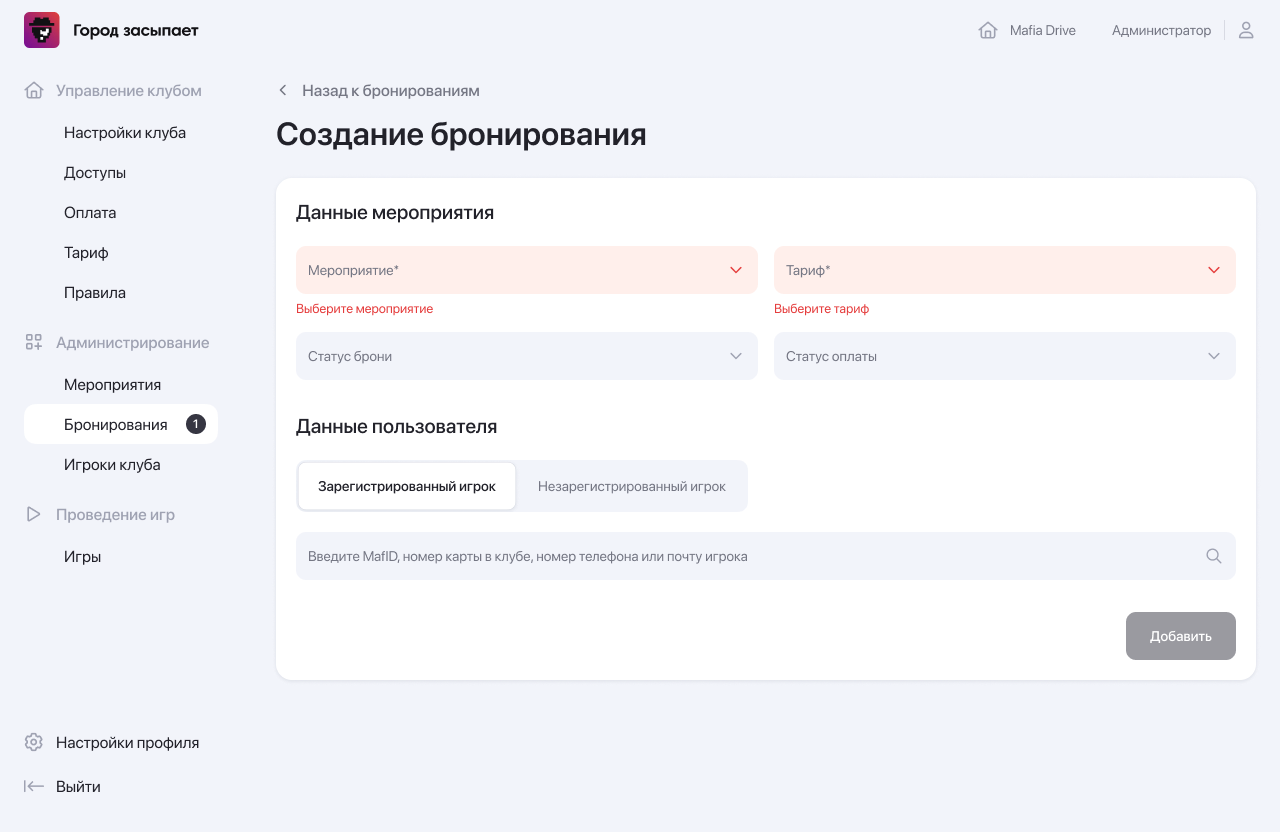 Город засыпает
Mafia Drive
Администратор
Управление клубом
Настройки клуба
Доступы
Оплата
Тариф
Правила
Администрирование
Мероприятия
Бронирования 1
Игроки клуба
Проведение игр
Игры
Настройки профиля
Выйти
Назад к бронированиям
Создание бронирования
Данные мероприятия
Мероприятие*
Тариф*
Выберите мероприятие
Выберите тариф
Статус брони
Статус оплаты
Данные пользователя
Зарегистрированный игрок
Незарегистрированный игрок
Введите MafID, номер карты в клубе, номер телефона или почту игрока
Добавить